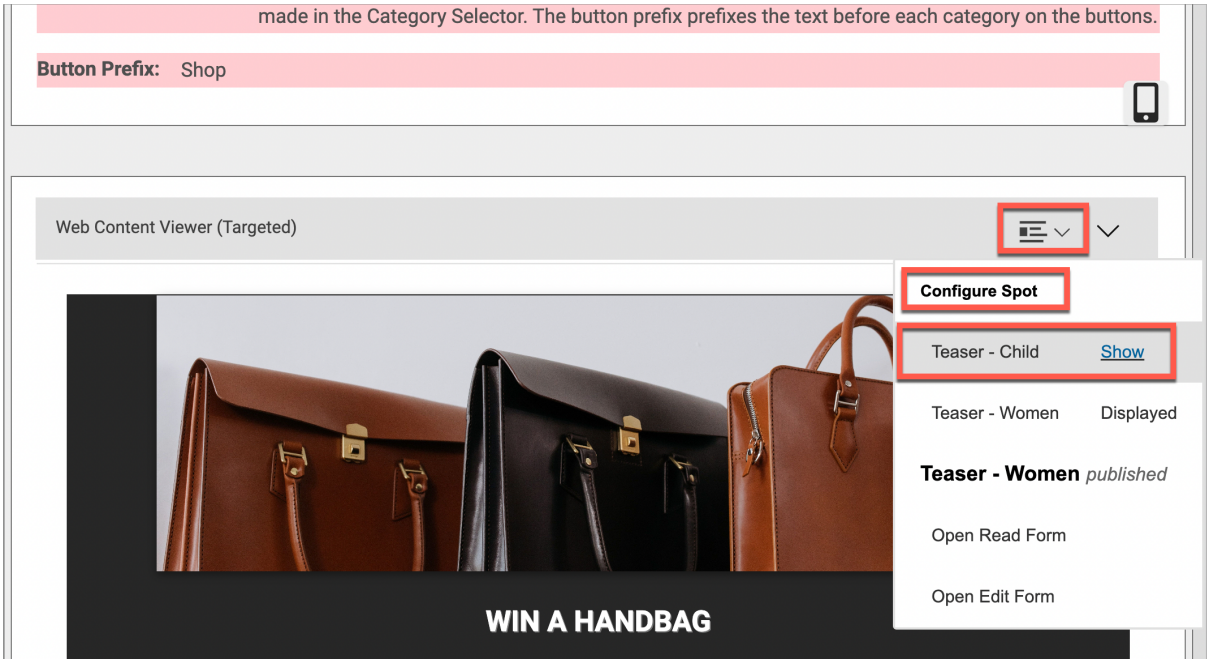 made in the Category Selector. The button prefix prefixes the text before each category on the buttons.
Button Prefix: Shop
Web Content Viewer (Targeted)
Configure Spot
Teaser - Child Show
Teaser - Women Displayed
Teaser - Women published
Open Read Form
Open Edit Form
WIN A HANDBAG